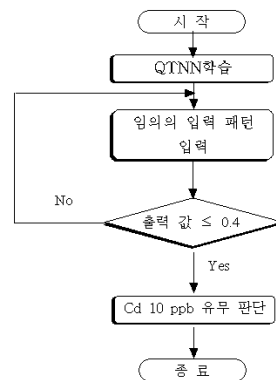 시 작
QTNN학습
임의의 입력 패턴
입력
No
출력 값 ≤ 0.4
Yes
Cd 10 ppb 유무 판단
종 료